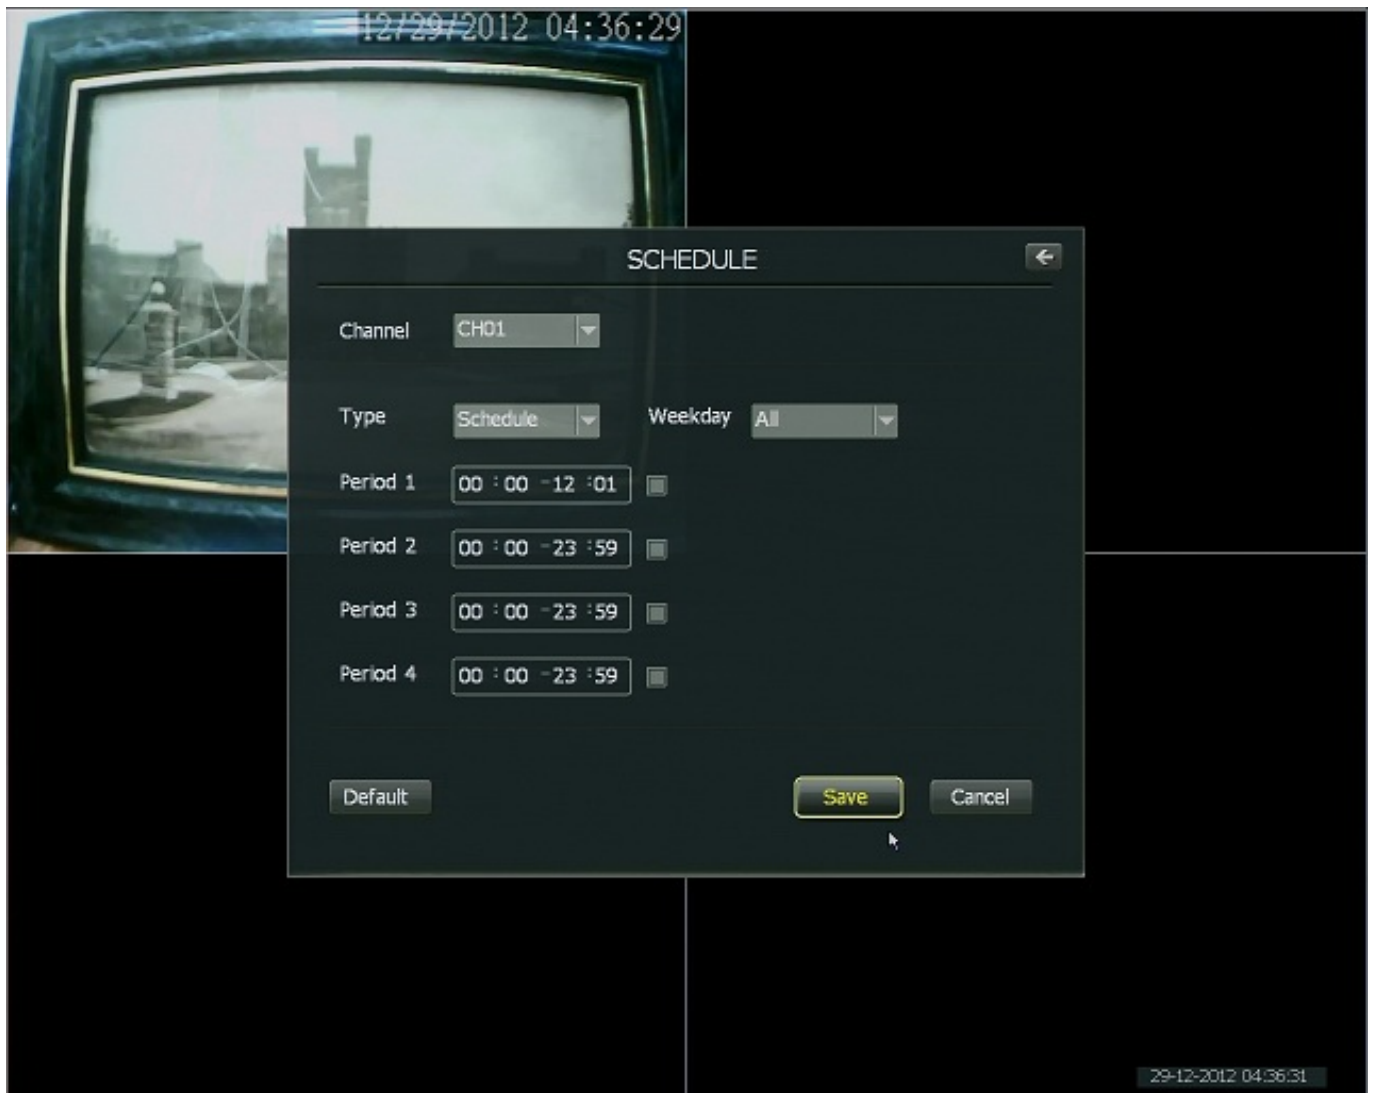 12/29/2012 04:36:29
SCHEDULE
Channel CH01
Type Schedule Weekday All
Period 1 00 : 00 - 12 : 01
Period 2 00 : 00 - 23 : 59
Period 3 00 : 00 - 23 : 59
Period 4 00 : 00 - 23 : 59
Default Save Cancel
29-12-2012 04:36:31